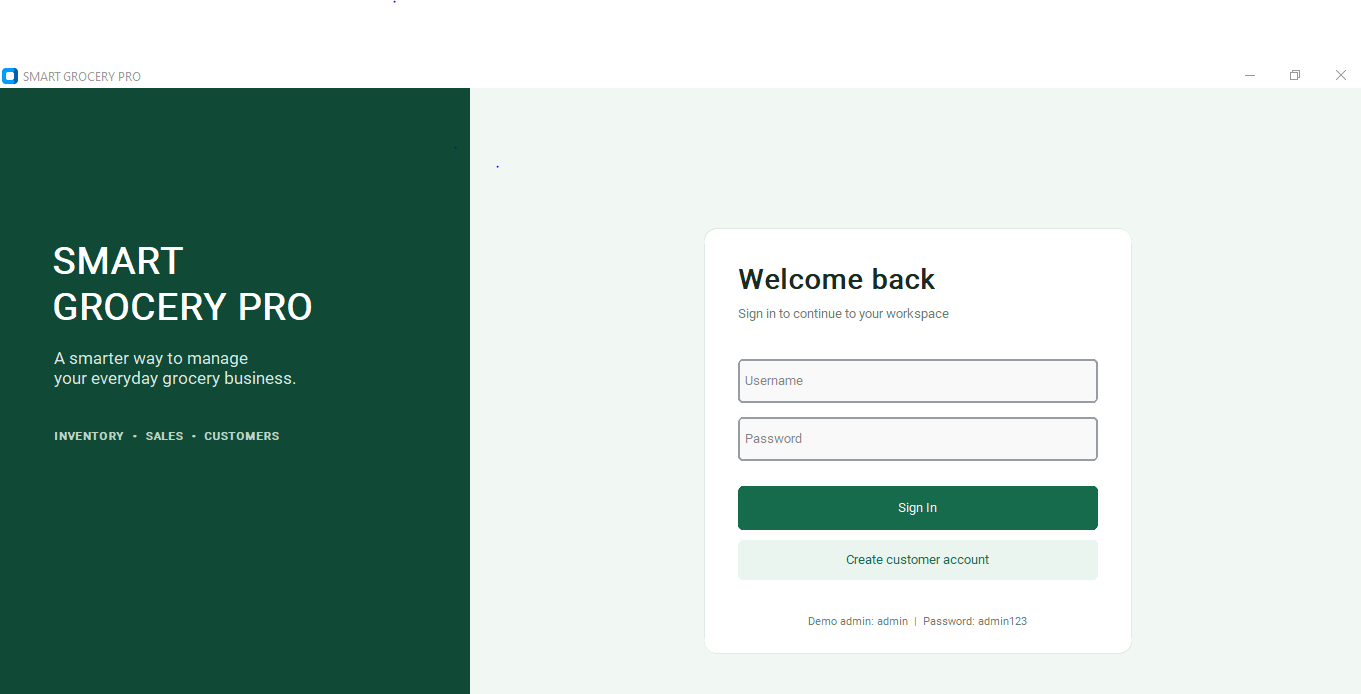 SMART GROCERY PRO
SMART
GROCERY PRO
A smarter way to manage
your everyday grocery business.
INVENTORY • SALES • CUSTOMERS
Welcome back
Sign in to continue to your workspace
Username
Password
Sign In
Create customer account
Demo admin: admin | Password: admin123